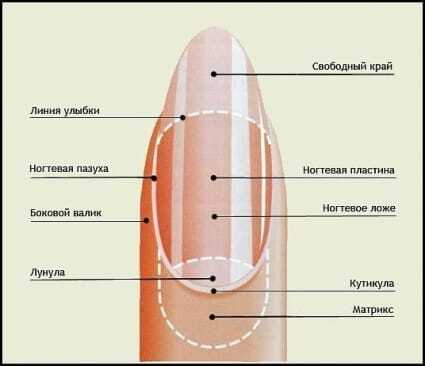 Свободный край
Линия улыбки
Ногтевая пазуха
Ногтевая пластина
Боковой валик
Ногтевое ложе
Лунула
Кутикула
Матрикс